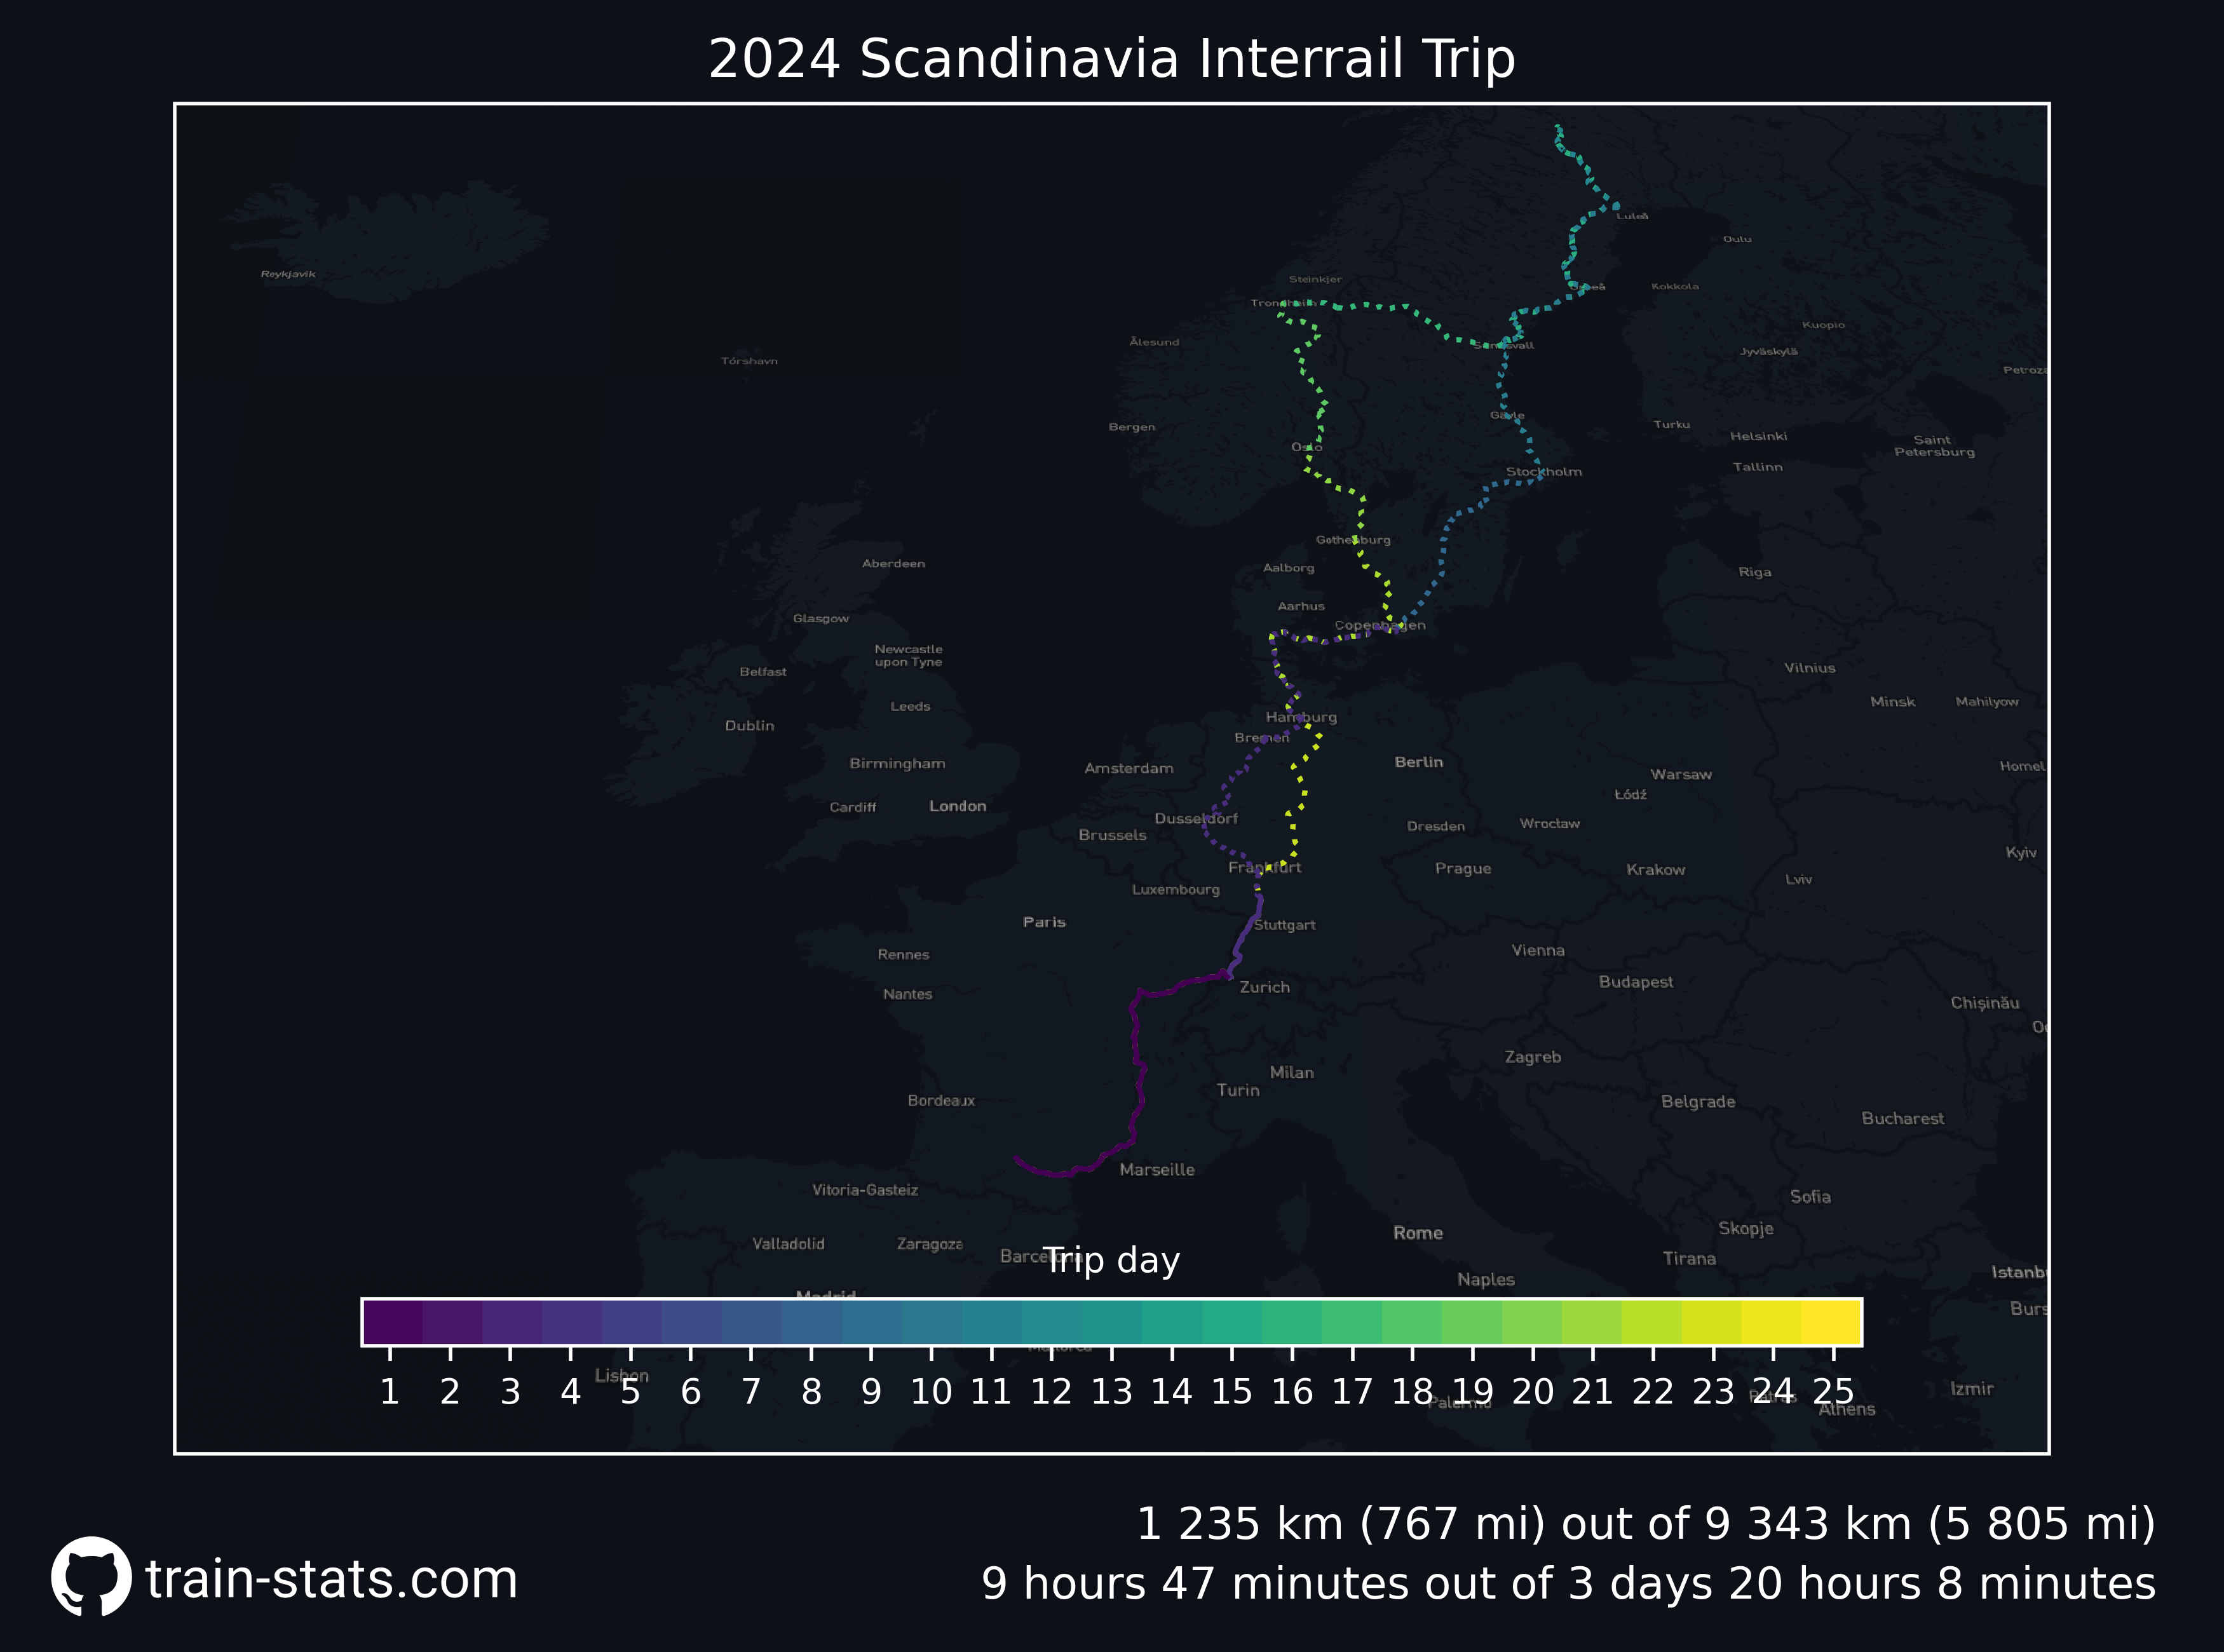 2024 Scandinavia Interrail Trip
Luleå
Oulu
Reykjavik
Steinkjer
Umeå
Kokkola
Trondheim
Kuopio
Ålesund
Sundsvall
Jyväskylä
Tórshavn
Petroza
Gävle
Bergen
Turku
Helsinki
Saint
Petersburg
Oslo
Tallinn
Stockholm
Gothenburg
Aberdeen
Aalborg
Riga
Aarhus
Glasgow
Copenhagen
Newcastle
upon Tyne
Belfast
Vilnius
Leeds
Minsk
Mahilyow
Dublin
Hamburg
Bremen
Birmingham
Amsterdam
Berlin
Homel
Warsaw
Łódź
Cardiff
London
Dusseldorf
Brussels
Dresden
Wrocław
Kyiv
Frankfurt
Prague
Krakow
Lviv
Luxembourg
Paris
Stuttgart
Rennes
Vienna
Zurich
Budapest
Nantes
Chișinău
Od
Zagreb
Milan
Turin
Bordeaux
Belgrade
Bucharest
Marseille
Vitoria-Gasteiz
Sofia
Skopje
Rome
Valladolid
Zaragoza
Barcelona
Tirana
Trip day
Istanbu
Naples
Madrid
Burs
Mallorca
Lisbon
Izmir
Palermo
Patras
Athens
1 2 3 4 5 6 7 8 9 10 11 12 13 14 15 16 17 18 19 20 21 22 23 24 25
1 235 km (767 mi) out of 9 343 km (5 805 mi)
9 hours 47 minutes out of 3 days 20 hours 8 minutes
train-stats.com